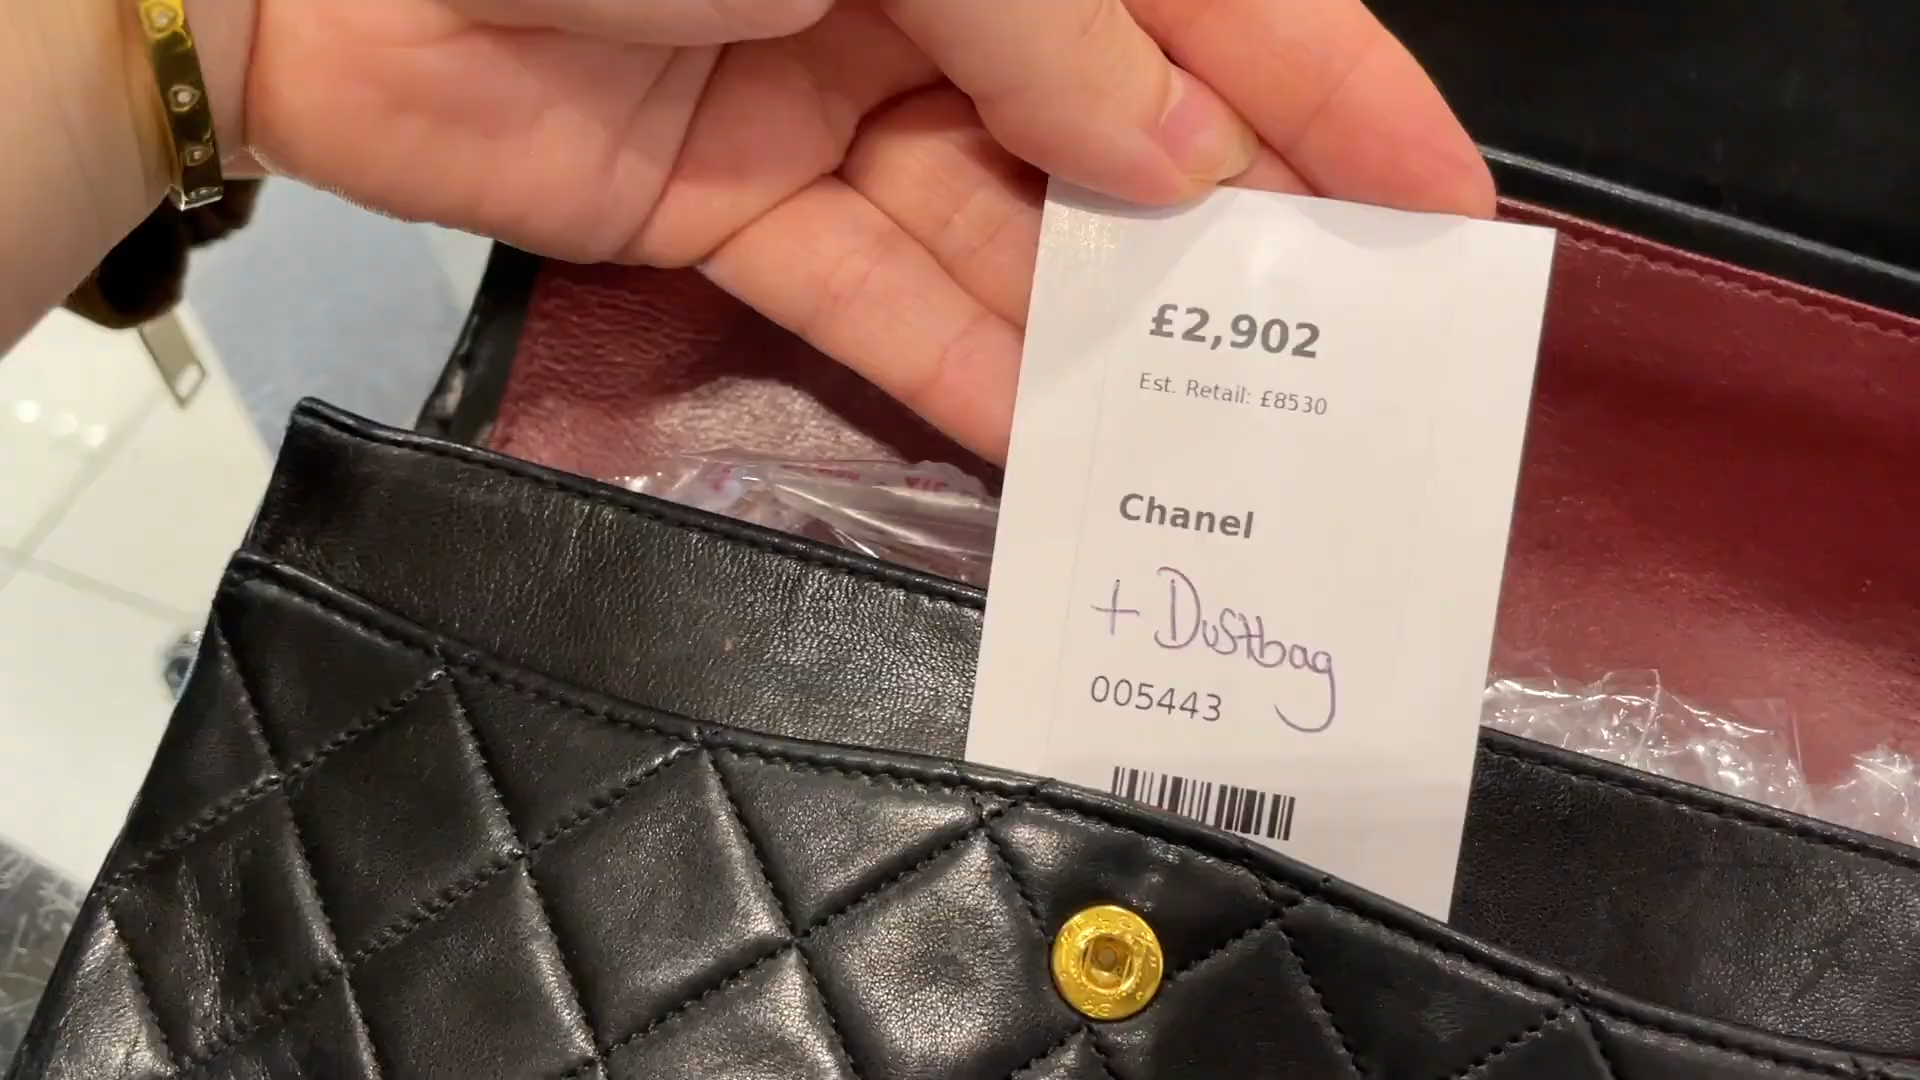 £2,902
Est. Retail: £8530
Chanel
+ Dustbag
005443